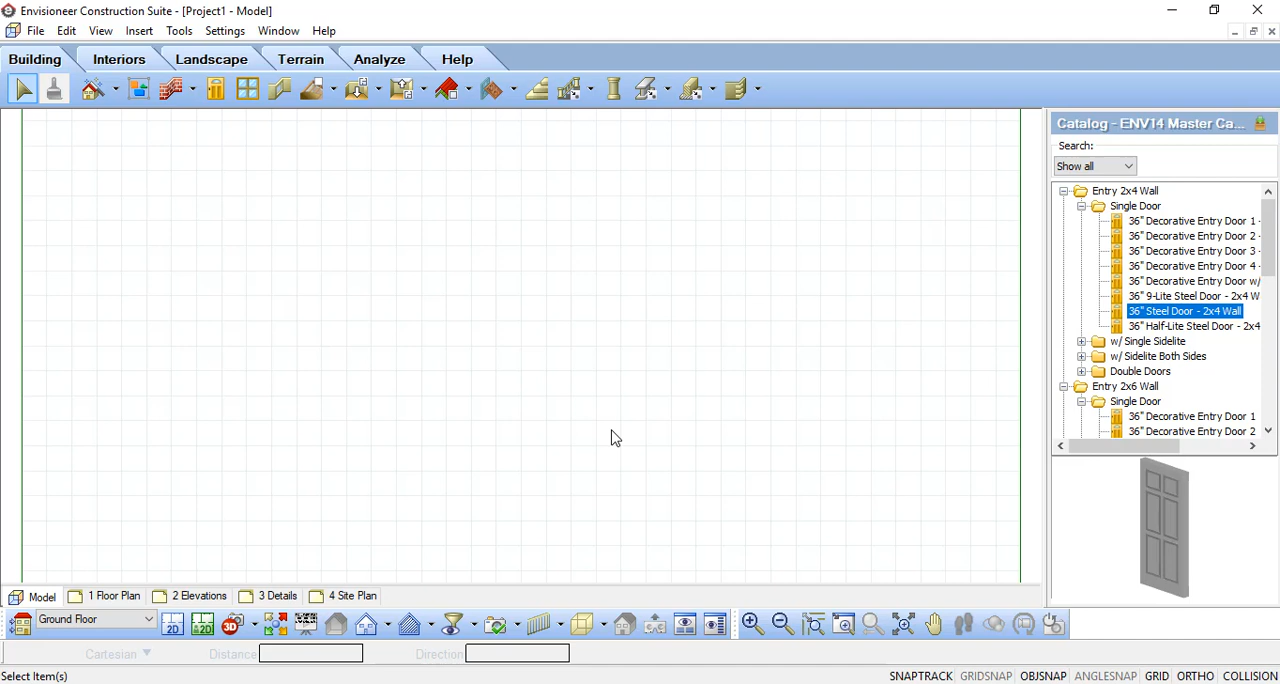 Envisioneer Construction Suite - [Project1 - Model]
File Edit View Insert Tools Settings Window Help
Building Interiors Landscape Terrain Analyze Help
Catalog - ENV14 Master Ca...
Search:
Show all
Entry 2x4 Wall
Single Door
36" Decorative Entry Door 1 -
36" Decorative Entry Door 2 -
36" Decorative Entry Door 3 -
36" Decorative Entry Door 4 -
36" Decorative Entry Door w/
36" 9-Lite Steel Door - 2x4 W
36" Steel Door - 2x4 Wall
36" Half-Lite Steel Door - 2x4
w/ Single Sidelite
w/ Sidelite Both Sides
Double Doors
Entry 2x6 Wall
Single Door
36" Decorative Entry Door 1
36" Decorative Entry Door 2
Model 1 Floor Plan 2 Elevations 3 Details 4 Site Plan
Ground Floor 2D 2D 3D
Cartesian Distance Direction
Select Item(s) SNAPTRACK GRIDSNAP OBJSNAP ANGLESNAP GRID ORTHO COLLISION